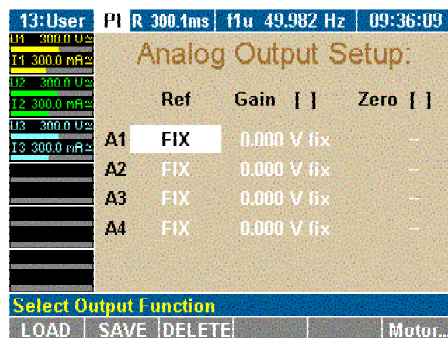 13:User PI R 300.1ms f1u 49.982 Hz 09:36:09
U1 300.0 V≅
I1 300.0 mA≅
U2 300.0 V≅
I2 300.0 mA≅
U3 300.0 V≅
I3 300.0 mA≅
Analog Output Setup:
Ref Gain [ ] Zero [ ]
A1 FIX 0.000 V fix --
A2 FIX 0.000 V fix --
A3 FIX 0.000 V fix --
A4 FIX 0.000 V fix --
Select Output Function
LOAD SAVE DELETE Motor..